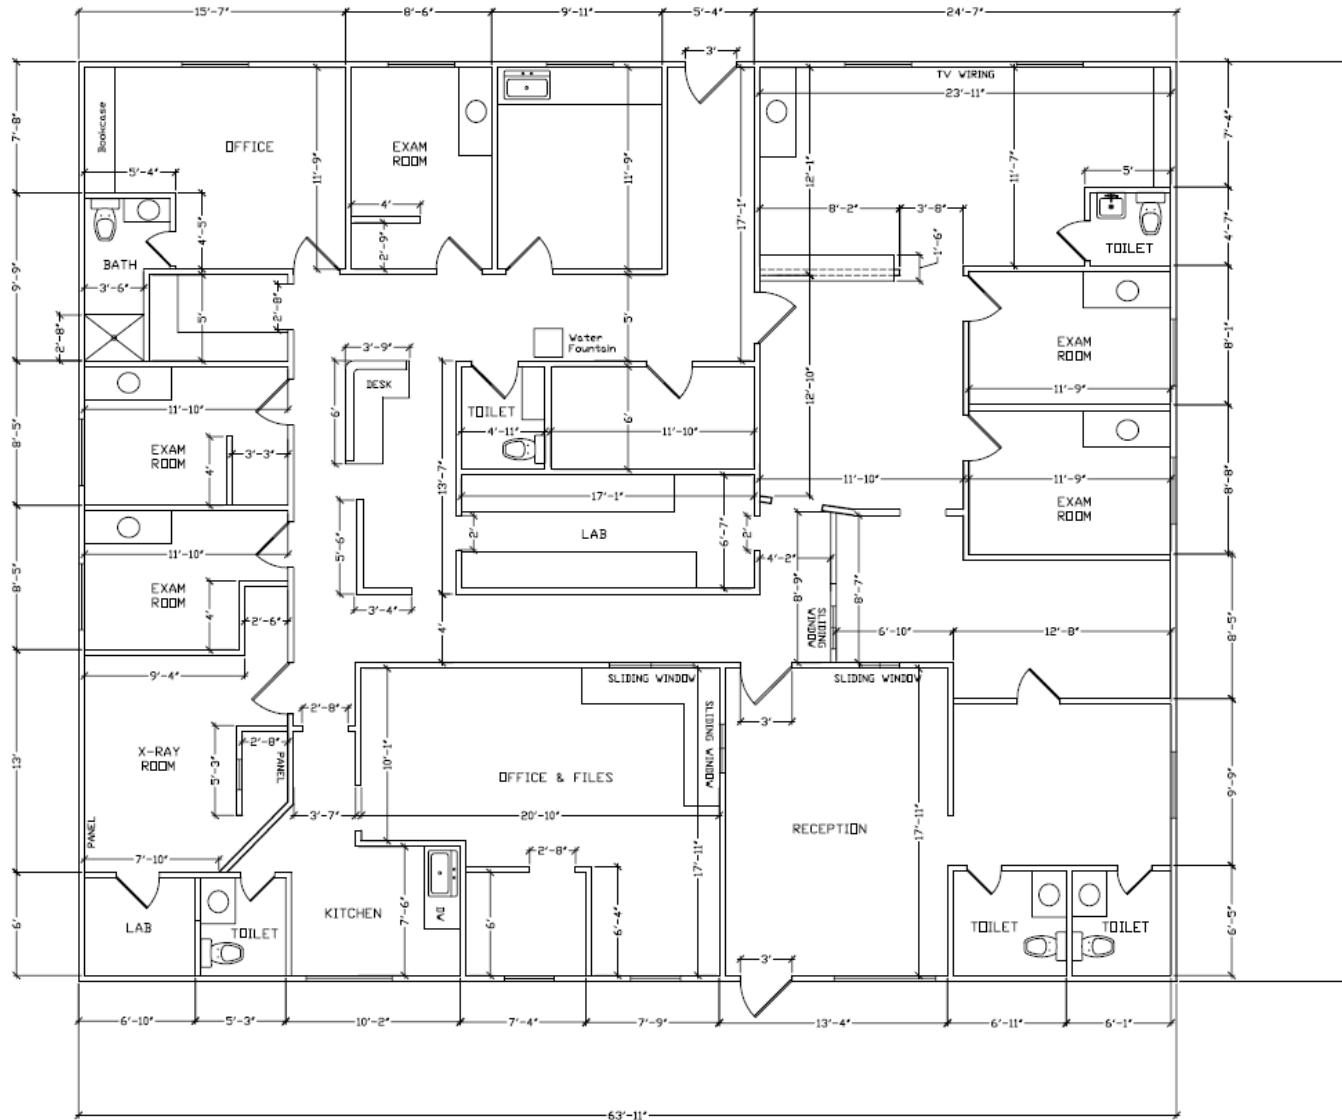 15'-7"
8'-6"
9'-11"
5'-4"
24'-7"
3'
TV WIRING
23'-11"
7'-8"
Bookcase
OFFICE
11'-9"
EXAM
ROOM
11'-9"
17'-1"
12'-1"
11'-7"
7'-4"
5'-4"
4'
5'
8'-2"
3'-8"
1'-6"
4'-5"
2'-9"
TOILET
4'-7"
BATH
9'-9"
3'-6"
2'-8"
5'
2'-8"
5'
Water
Fountain
EXAM
ROOM
8'-1"
11'-9"
3'-9"
DESK
6'
12'-10"
11'-10"
TOILET
4'-11"
6'
11'-10"
8'-5"
EXAM
ROOM
3'-3"
4'
13'-7"
11'-10"
11'-9"
EXAM
ROOM
8'-8"
17'-1"
LAB
2'
6'-7"
2'
5'-6"
4'-2"
8'-9"
8'-7"
11'-10"
8'-5"
EXAM
ROOM
4'
2'-6"
3'-4"
4'
SLIDING
WINDOW
6'-10"
12'-8"
8'-5"
9'-4"
SLIDING WINDOW
SLIDING WINDOW
2'-8"
3'
SLIDING WINDOW
X-RAY
ROOM
2'-8"
PANEL
5'-3"
10'-1"
OFFICE & FILES
13'
3'-7"
20'-10"
RECEPTION
17'-11"
9'-9"
PANEL
7'-10"
2'-8"
17'-11"
LAB
TOILET
KITCHEN
7'-6"
DW
6'
6'-4"
TOILET
TOILET
6'
6'-5"
3'
6'-10"
5'-3"
10'-2"
7'-4"
7'-9"
13'-4"
6'-11"
6'-1"
63'-11"